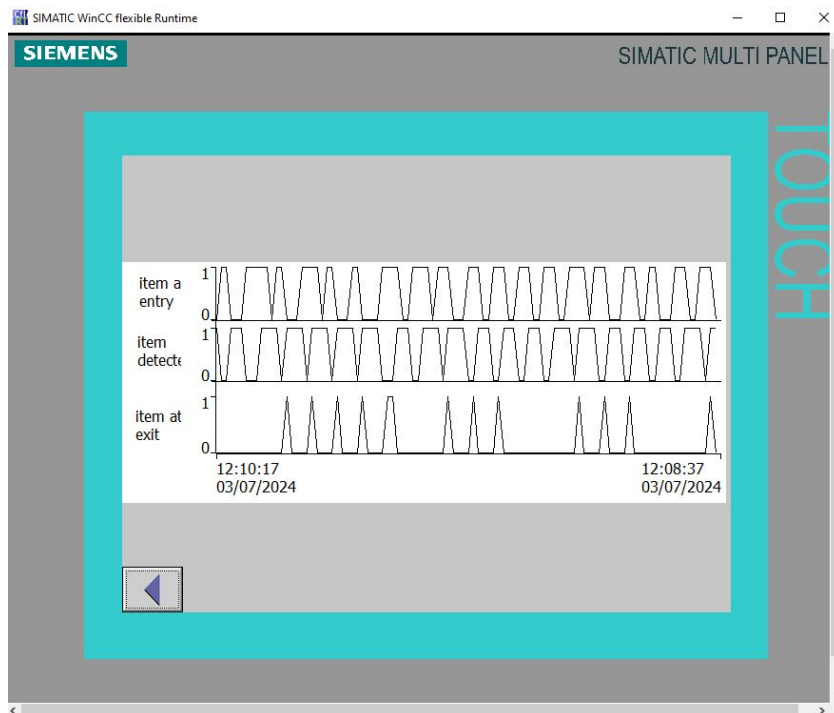 SIMATIC WinCC flexible Runtime
SIEMENS
SIMATIC MULTI PANEL
TOUCH
item a
entry
1
0
item
detecte
1
0
item at
exit
1
0
12:10:17
03/07/2024
12:08:37
03/07/2024